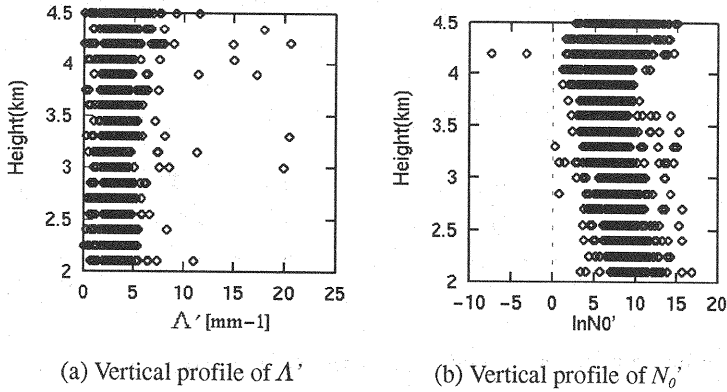 4.5
4
3.5
3
2.5
2
Height(km)
0 5 10 15 20 25
Λ' [mm-1]
(a) Vertical profile of Λ'
4.5
4
3.5
3
2.5
2
Height(km)
-10 -5 0 5 10 15 20
lnN0'
(b) Vertical profile of N₀'